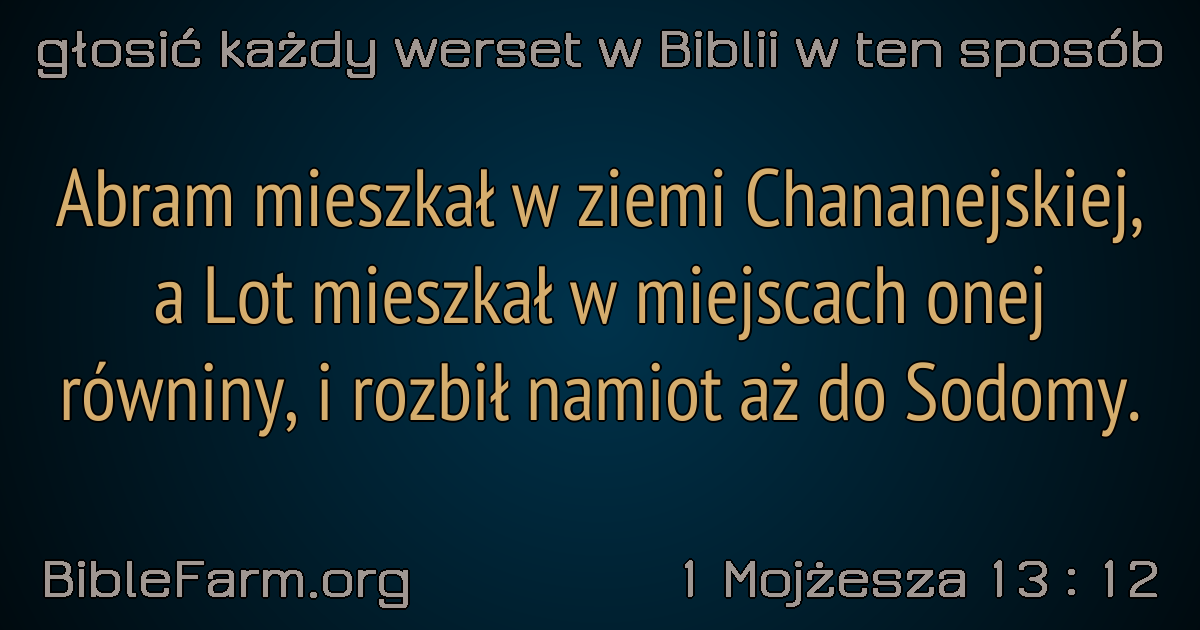 głosić każdy werset w Biblii w ten sposób
Abram mieszkał w ziemi Chananejskiej,
a Lot mieszkał w miejscach onej
równiny, i rozbił namiot aż do Sodomy.
BibleFarm.org
1 Mojżesza 13 : 12